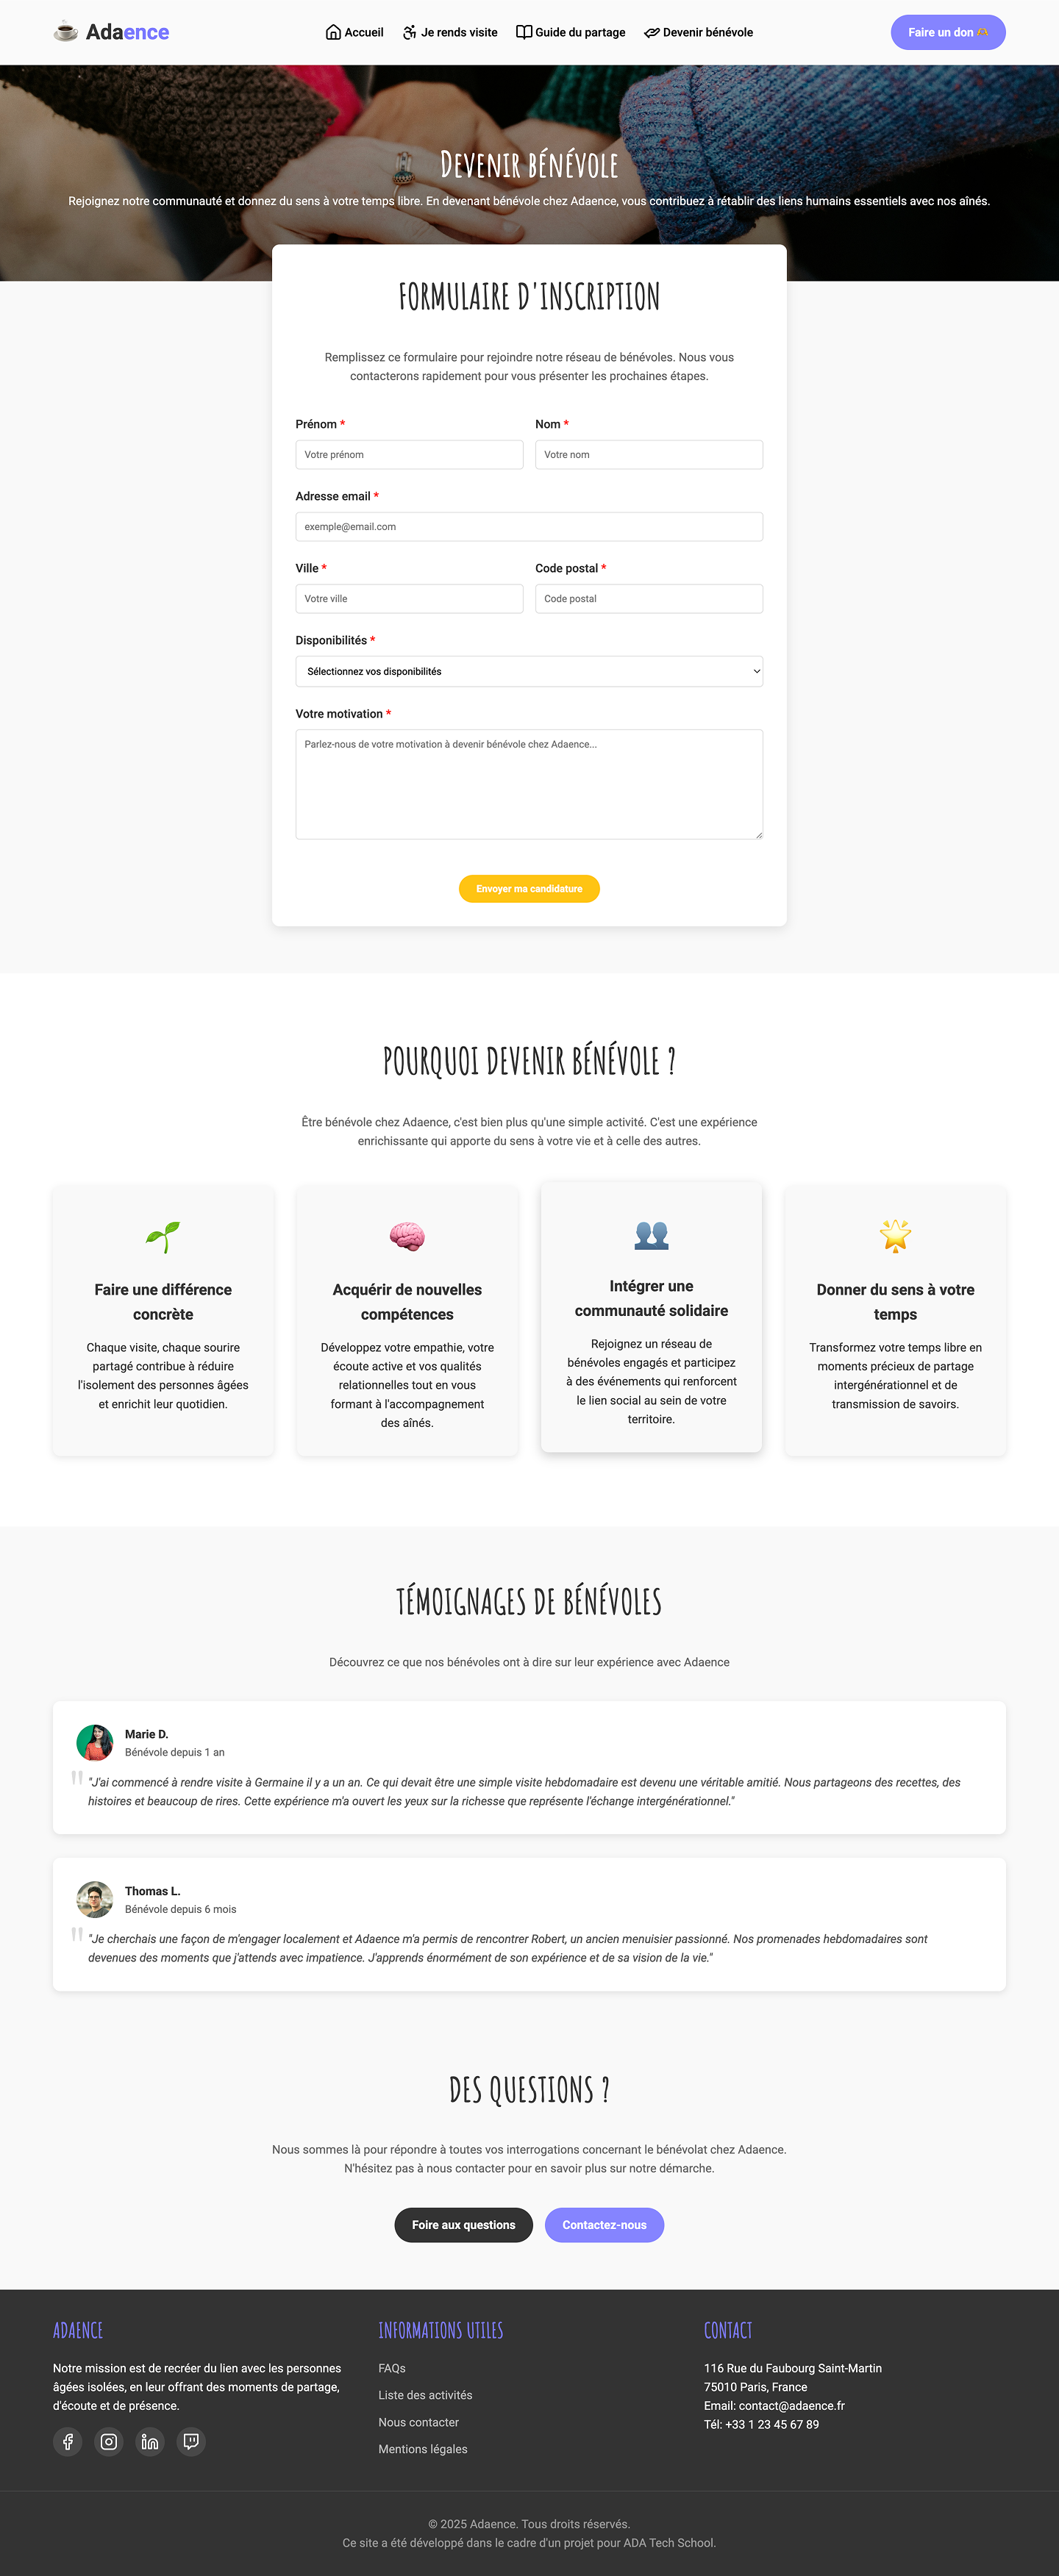 Adaence
Accueil
Je rends visite
Guide du partage
Devenir bénévole
Faire un don
Devenir bénévole
Rejoignez notre communauté et donnez du sens à votre temps libre. En devenant bénévole chez Adaence, vous contribuez à rétablir des liens humains essentiels avec nos aînés.
FORMULAIRE D'INSCRIPTION
Remplissez ce formulaire pour rejoindre notre réseau de bénévoles. Nous vous
contacterons rapidement pour vous présenter les prochaines étapes.
Prénom *
Nom *
Votre prénom
Votre nom
Adresse email *
exemple@email.com
Ville *
Code postal *
Votre ville
Code postal
Disponibilités *
Sélectionnez vos disponibilités
Votre motivation *
Parlez-nous de votre motivation à devenir bénévole chez Adaence...
Envoyer ma candidature
POURQUOI DEVENIR BÉNÉVOLE ?
Être bénévole chez Adaence, c'est bien plus qu'une simple activité. C'est une expérience
enrichissante qui apporte du sens à votre vie et à celle des autres.
Faire une différence
concrète
Chaque visite, chaque sourire
partagé contribue à réduire
l'isolement des personnes âgées
et enrichit leur quotidien.
Acquérir de nouvelles
compétences
Développez votre empathie, votre
écoute active et vos qualités
relationnelles tout en vous
formant à l'accompagnement
des aînés.
Intégrer une
communauté solidaire
Rejoignez un réseau de
bénévoles engagés et participez
à des événements qui renforcent
le lien social au sein de votre
territoire.
Donner du sens à votre
temps
Transformez votre temps libre en
moments précieux de partage
intergénérationnel et de
transmission de savoirs.
TÉMOIGNAGES DE BÉNÉVOLES
Découvrez ce que nos bénévoles ont à dire sur leur expérience avec Adaence
Marie D.
Bénévole depuis 1 an
"J'ai commencé à rendre visite à Germaine il y a un an. Ce qui devait être une simple visite hebdomadaire est devenu une véritable amitié. Nous partageons des recettes, des
histoires et beaucoup de rires. Cette expérience m'a ouvert les yeux sur la richesse que représente l'échange intergénérationnel."
Thomas L.
Bénévole depuis 6 mois
"Je cherchais une façon de m'engager localement et Adaence m'a permis de rencontrer Robert, un ancien menuisier passionné. Nos promenades hebdomadaires sont
devenues des moments que j'attends avec impatience. J'apprends énormément de son expérience et de sa vision de la vie."
DES QUESTIONS ?
Nous sommes là pour répondre à toutes vos interrogations concernant le bénévolat chez Adaence.
N'hésitez pas à nous contacter pour en savoir plus sur notre démarche.
Foire aux questions
Contactez-nous
ADAENCE
Notre mission est de recréer du lien avec les personnes
âgées isolées, en leur offrant des moments de partage,
d'écoute et de présence.
INFORMATIONS UTILES
FAQs
Liste des activités
Nous contacter
Mentions légales
CONTACT
116 Rue du Faubourg Saint-Martin
75010 Paris, France
Email: contact@adaence.fr
Tél: +33 1 23 45 67 89
© 2025 Adaence. Tous droits réservés.
Ce site a été développé dans le cadre d'un projet pour ADA Tech School.